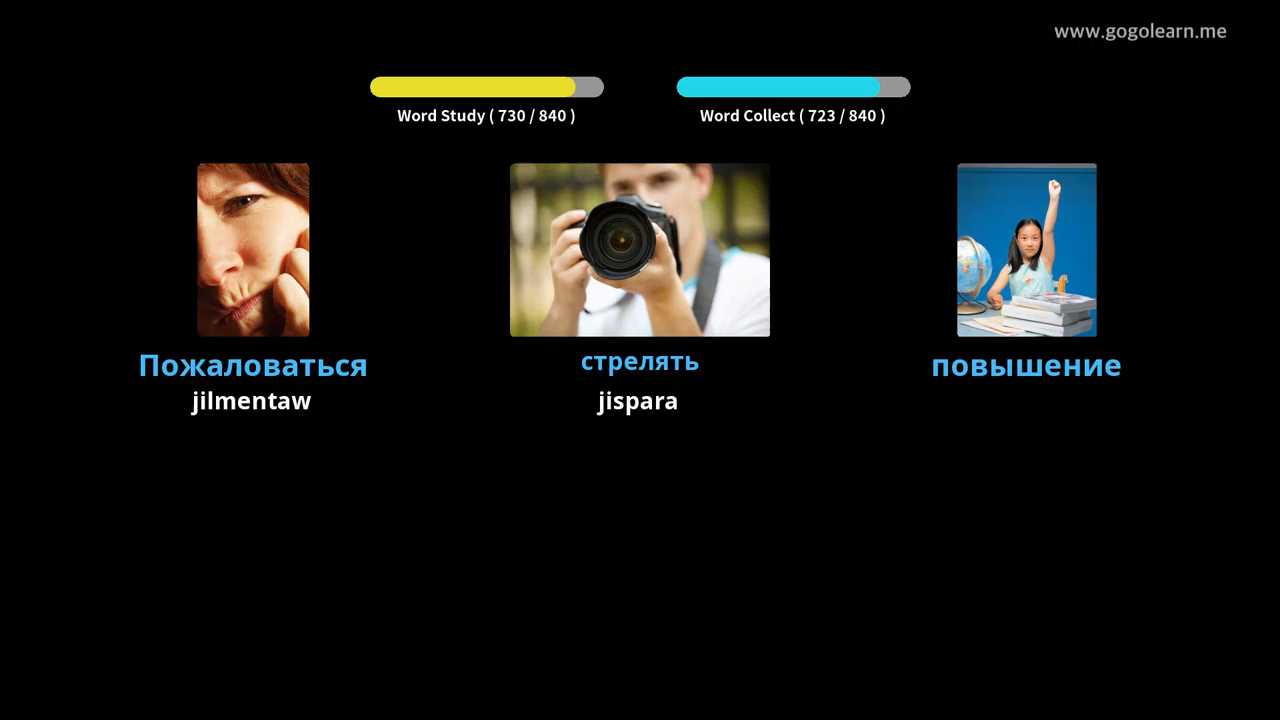 www.gogolearn.me
Word Study ( 730 / 840 )
Word Collect ( 723 / 840 )
Пожаловаться
jilmentaw
стрелять
jispara
повышение